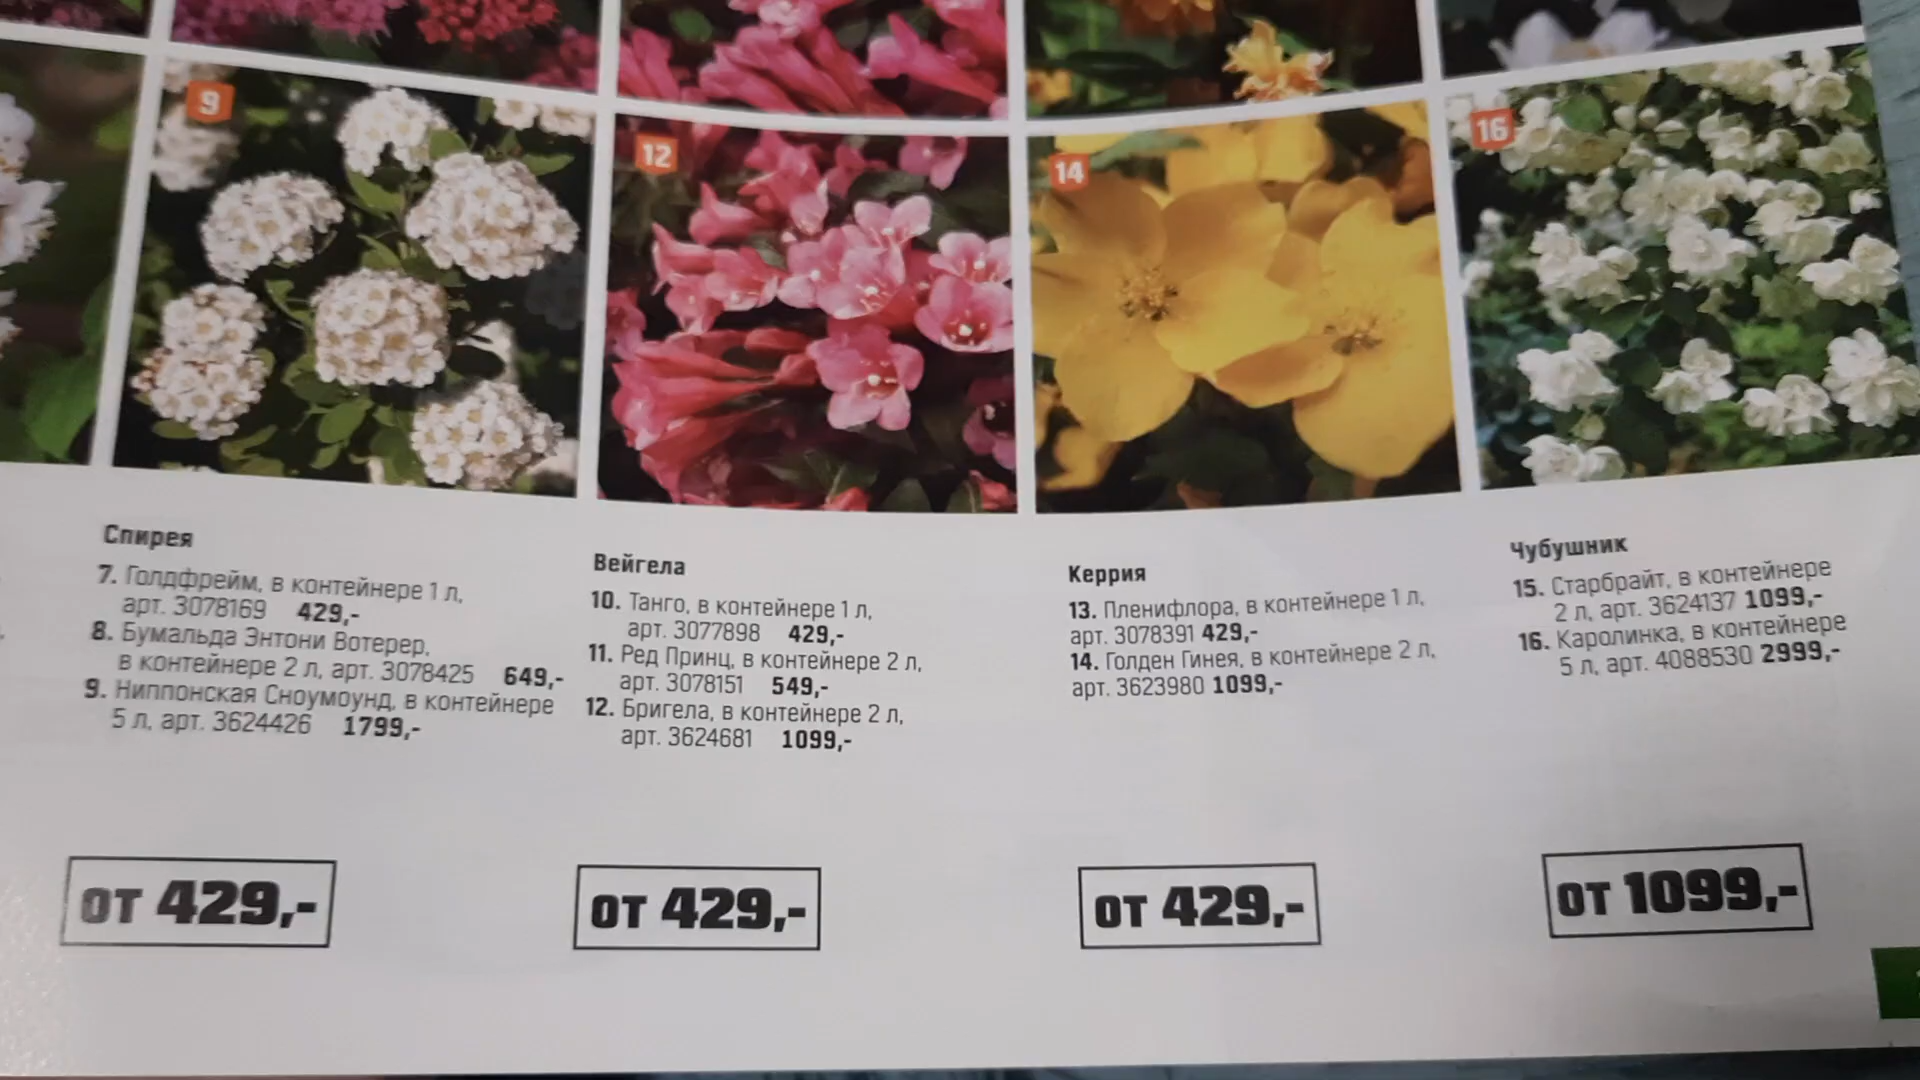 9
12
14
16
Спирея
7. Голдфрейм, в контейнере 1 л,
арт. 3078169 429,-
8. Бумальда Энтони Вотерер,
в контейнере 2 л, арт. 3078425 649,-
9. Ниппонская Сноумоунд, в контейнере
5 л, арт. 3624426 1799,-
Вейгела
10. Танго, в контейнере 1 л,
арт. 3077898 429,-
11. Ред Принц, в контейнере 2 л,
арт. 3078151 549,-
12. Бригела, в контейнере 2 л,
арт. 3624681 1099,-
Керрия
13. Пленифлора, в контейнере 1 л,
арт. 3078391 429,-
14. Голден Гинея, в контейнере 2 л,
арт. 3623980 1099,-
Чубушник
15. Старбрайт, в контейнере
2 л, арт. 3624137 1099,-
16. Каролинка, в контейнере
5 л, арт. 4088530 2999,-
от 429,-
от 429,-
от 429,-
от 1099,-